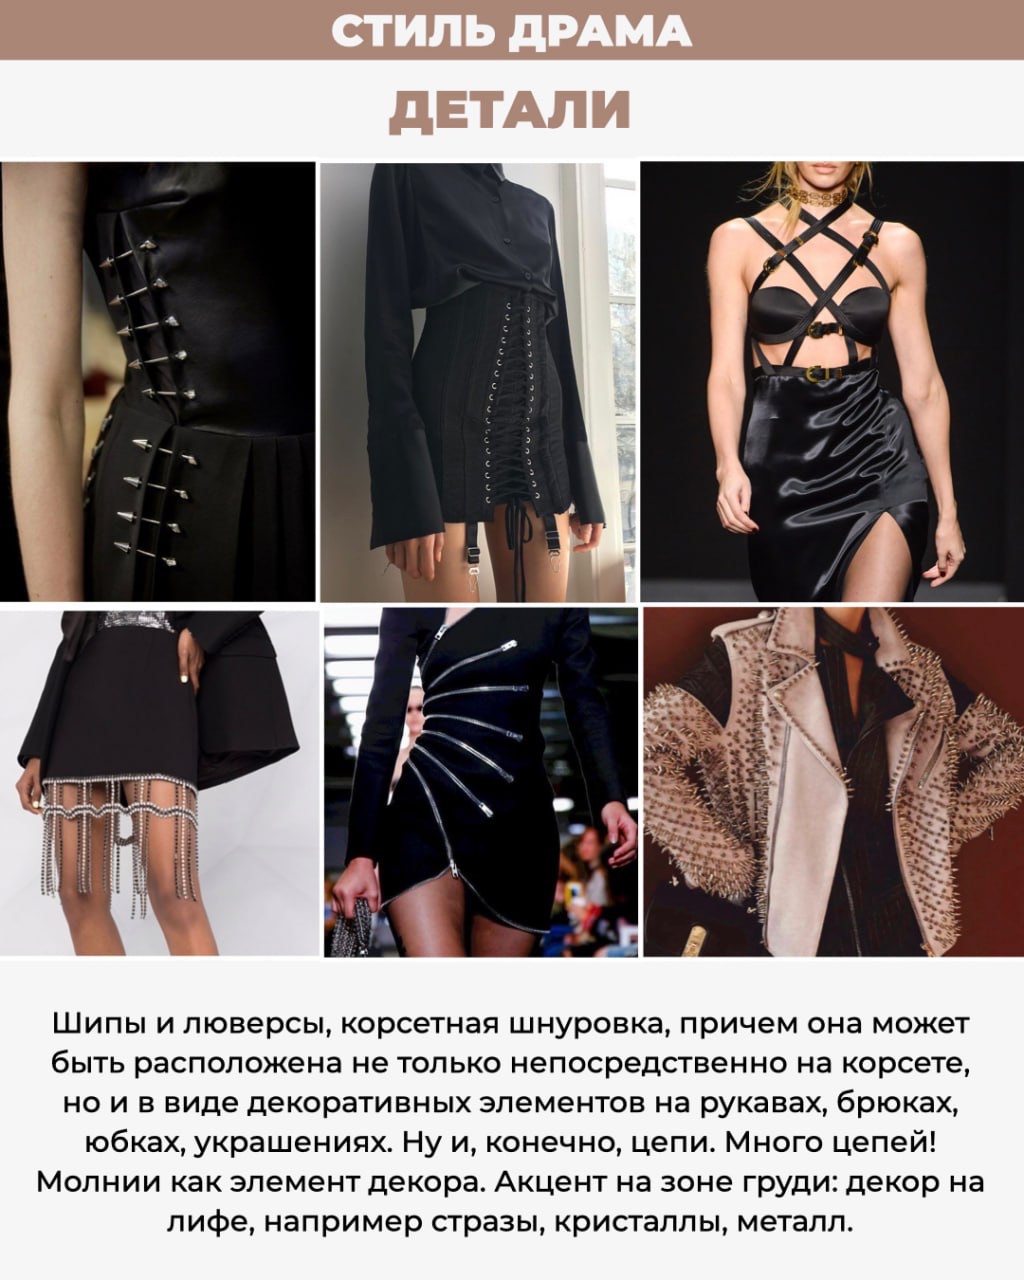 СТИЛЬ ДРАМА
ДЕТАЛИ
Шипы и люверсы, корсетная шнуровка, причем она может
быть расположена не только непосредственно на корсете,
но и в виде декоративных элементов на рукавах, брюках,
юбках, украшениях. Ну и, конечно, цепи. Много цепей!
Молнии как элемент декора. Акцент на зоне груди: декор на
лифе, например стразы, кристаллы, металл.